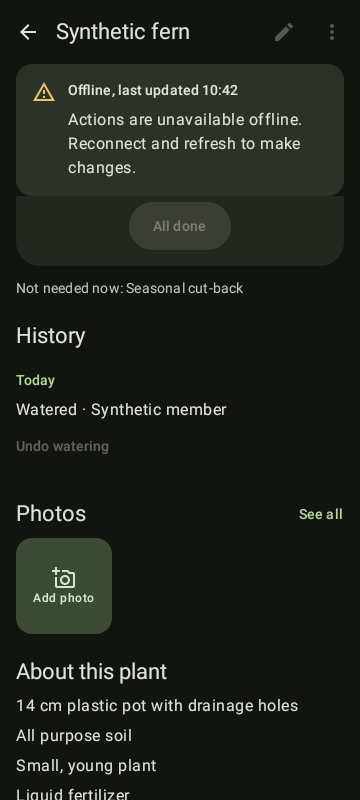 Synthetic fern
Offline, last updated 10:42
Actions are unavailable offline.
Reconnect and refresh to make
changes.
All done
Not needed now: Seasonal cut-back
History
Today
Watered · Synthetic member
Undo watering
Photos
See all
Add photo
About this plant
14 cm plastic pot with drainage holes
All purpose soil
Small, young plant
Liquid fertilizer